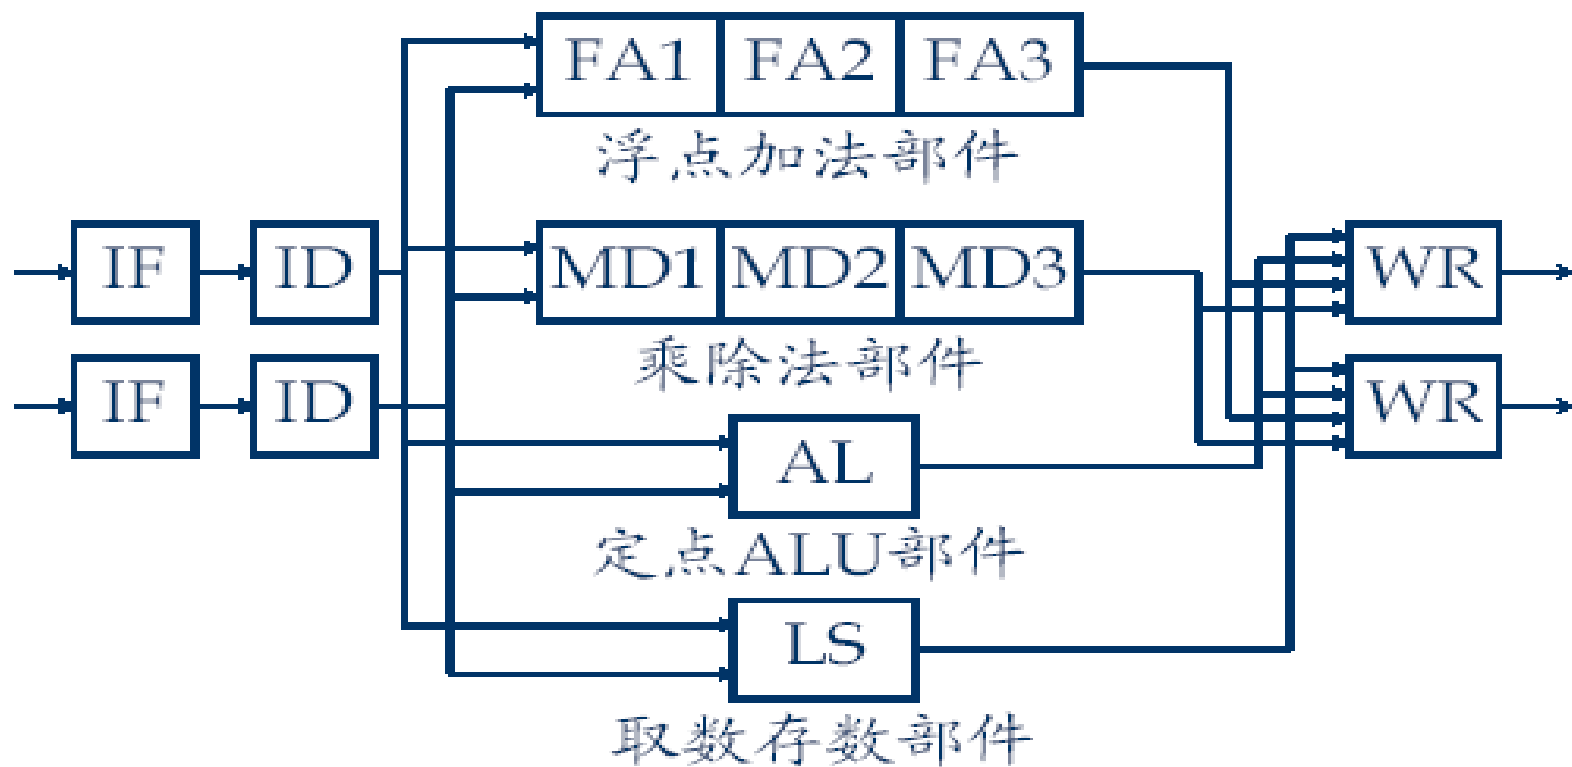 FA1 FA2 FA3
浮点加法部件
IF ID MD1 MD2 MD3 WR
乘除法部件
IF ID WR
AL
定点ALU部件
LS
取数存数部件